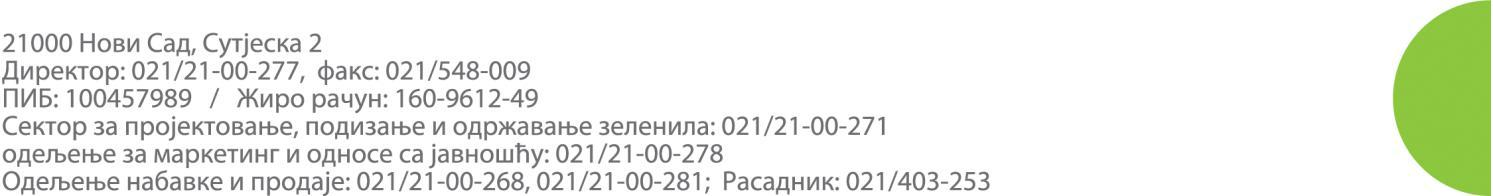 21000 Нови Сад, Сутјеска 2
Директор: 021/21-00-277, факс: 021/548-009
ПИБ: 100457989 / Жиро рачун: 160-9612-49
Сектор за пројектовање, подизање и одржавање зеленила: 021/21-00-271
одељење за маркетинг и односе са јавношћу: 021/21-00-278
Одељење набавке и продаје: 021/21-00-268, 021/21-00-281; Расадник: 021/403-253